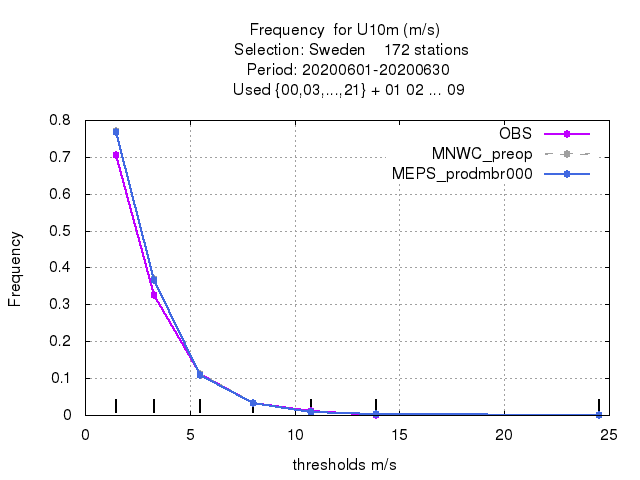 Frequency for U10m (m/s)
Selection: Sweden 172 stations
Period: 20200601-20200630
Used {00,03,...,21} + 01 02 ... 09
OBS
MNWC_preop
MEPS_prodmbr000
Frequency
0.8
0.7
0.6
0.5
0.4
0.3
0.2
0.1
0
0 5 10 15 20 25
thresholds m/s